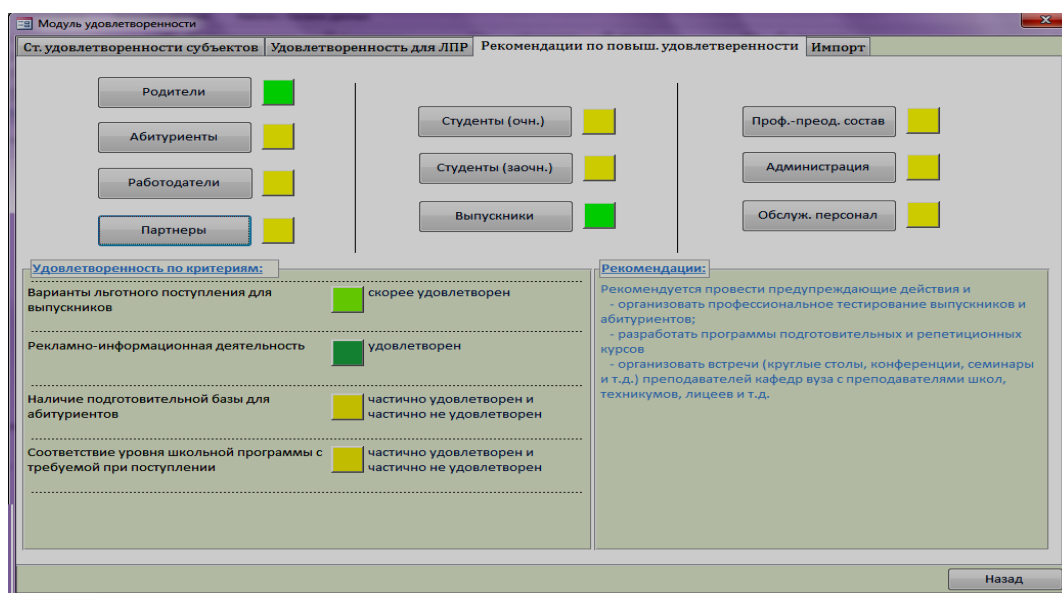 Модуль удовлетворенности
Ст. удовлетворенности субъектов
Удовлетворенность для ЛПР
Рекомендации по повыш. удовлетверенности
Импорт
Родители
Абитуриенты
Работодатели
Партнеры
Студенты (очн.)
Студенты (заочн.)
Выпускники
Проф.-преод. состав
Администрация
Обслуж. персонал
Удовлетворенность по критериям:
Варианты льготного поступления для
выпускников
скорее удовлетворен
Рекламно-информационная деятельность
удовлетворен
Наличие подготовительной базы для
абитуриентов
частично удовлетворен и
частично не удовлетворен
Соответствие уровня школьной программы с
требуемой при поступлении
частично удовлетворен и
частично не удовлетворен
Рекомендации:
Рекомендуется провести предупреждающие действия и
- организовать профессиональное тестирование выпускников и
абитуриентов;
- разработать программы подготовительных и репетиционных
курсов
- организовать встречи (круглые столы, конференции, семинары
и т.д.) преподавателей кафедр вуза с преподавателями школ,
техникумов, лицеев и т.д.
Назад